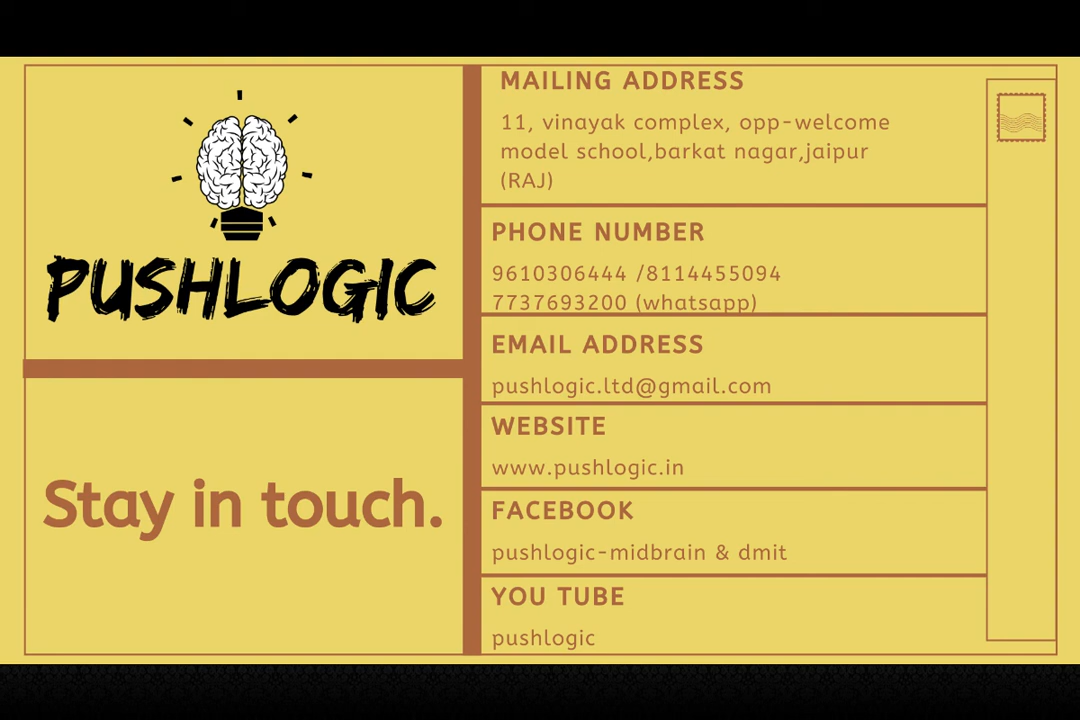 PUSHLOGIC
Stay in touch.
MAILING ADDRESS
11, vinayak complex, opp-welcome
model school,barkat nagar,jaipur
(RAJ)
PHONE NUMBER
9610306444 /8114455094
7737693200 (whatsapp)
EMAIL ADDRESS
pushlogic.ltd@gmail.com
WEBSITE
www.pushlogic.in
FACEBOOK
pushlogic-midbrain & dmit
YOU TUBE
pushlogic